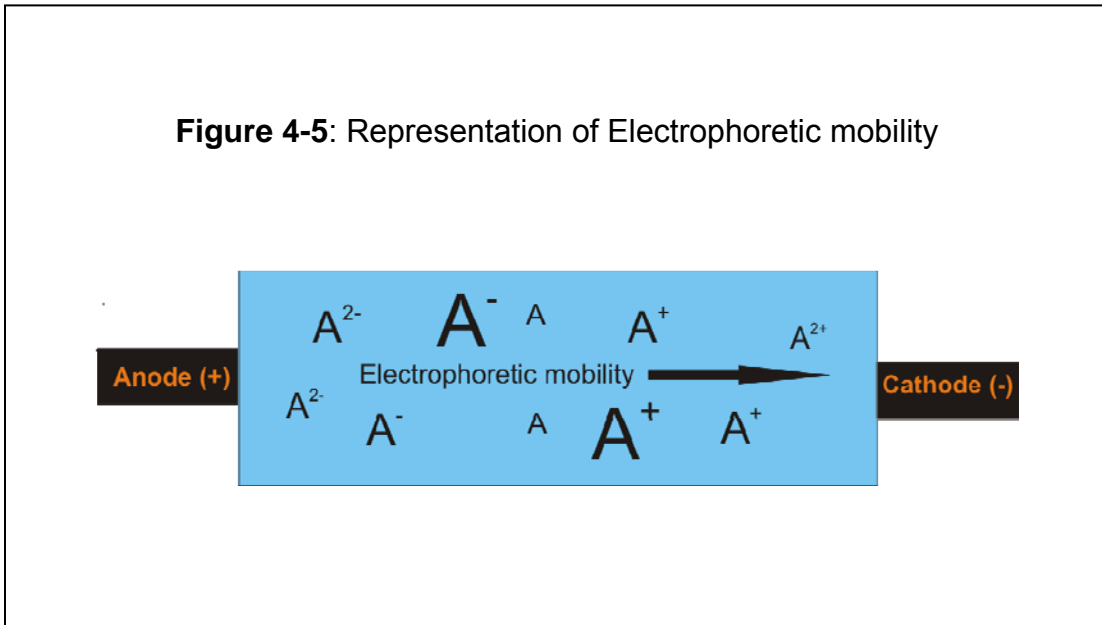 Figure 4-5: Representation of Electrophoretic mobility
A²⁻ A⁻ A A⁺ A²⁺
Anode (+) Electrophoretic mobility Cathode (-)
A²⁻ A⁻ A A⁺ A⁺